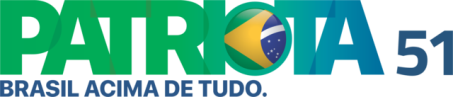 PATRIOTA 51
BRASIL ACIMA DE TUDO.